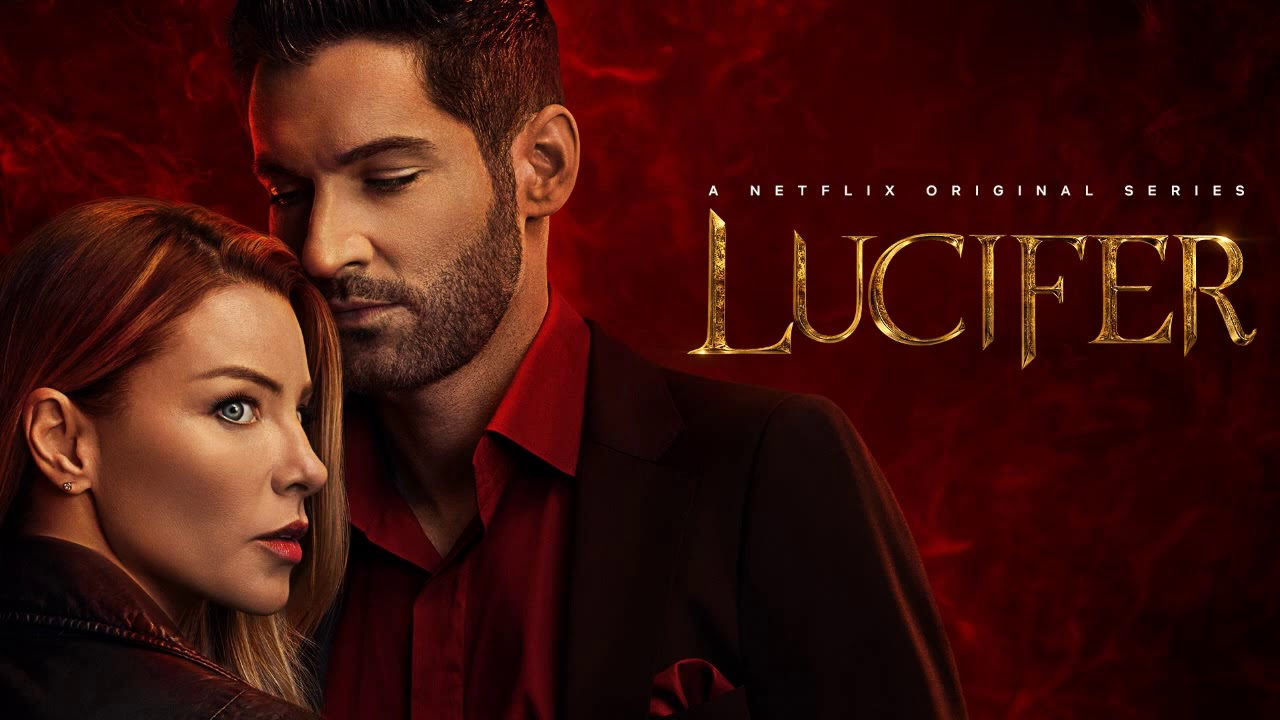 A NETFLIX ORIGINAL SERIES
LUCIFER